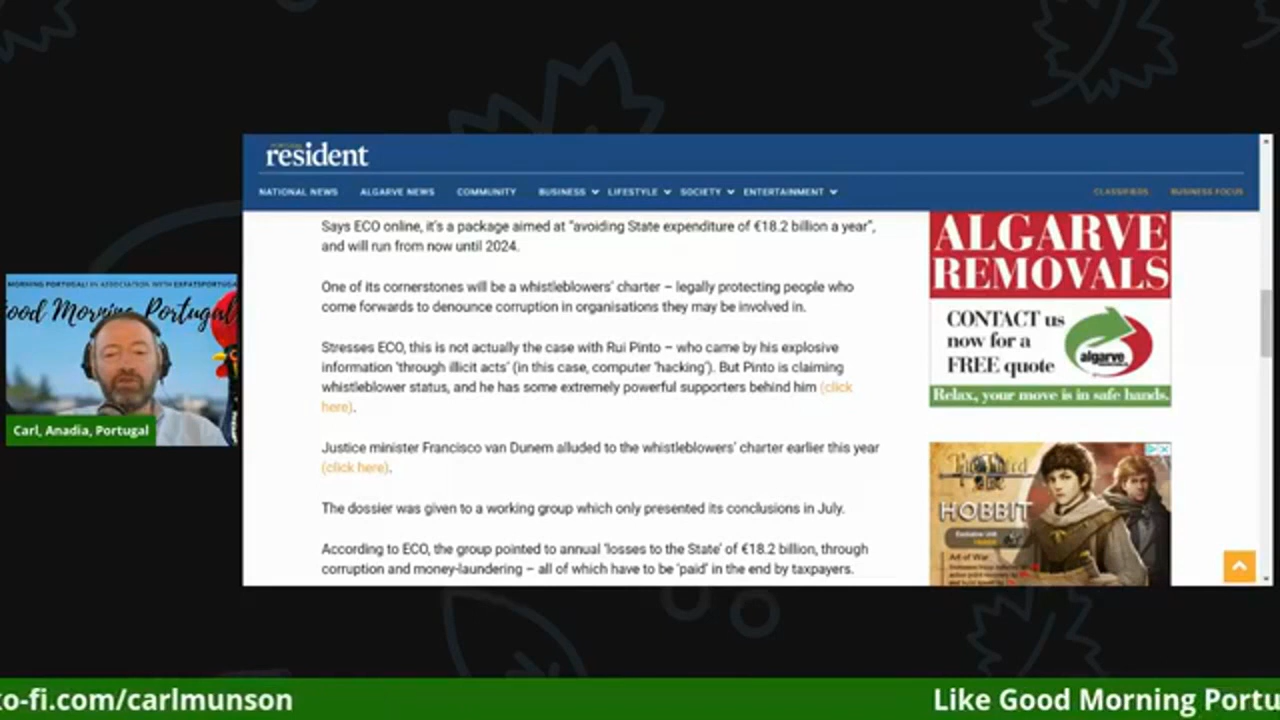 resident
NATIONAL NEWS ALGARVE NEWS COMMUNITY BUSINESS LIFESTYLE SOCIETY ENTERTAINMENT CLASSIFIEDS BUSINESS FOCUS
Says ECO online, it's a package aimed at "avoiding State expenditure of €18.2 billion a year",
and will run from now until 2024.
One of its cornerstones will be a whistleblowers' charter – legally protecting people who
come forwards to denounce corruption in organisations they may be involved in.
Stresses ECO, this is not actually the case with Rui Pinto – who came by his explosive
information 'through illicit acts' (in this case, computer 'hacking'). But Pinto is claiming
whistleblower status, and he has some extremely powerful supporters behind him (click
here).
Justice minister Francisco van Dunem alluded to the whistleblowers' charter earlier this year
(click here).
The dossier was given to a working group which only presented its conclusions in July.
According to ECO, the group pointed to annual 'losses to the State' of €18.2 billion, through
corruption and money-laundering – all of which have to be 'paid' in the end by taxpayers.
ALGARVE
REMOVALS
CONTACT us
now for a
FREE quote
algarve
Relax, your move is in safe hands.
HOBBIT
Exclusive Unit
Art of War
MORNING PORTUGAL! IN ASSOCIATION WITH EXPATSPORTUGA
ood Morning Portugal
Carl, Anadia, Portugal
ko-fi.com/carlmunson
Like Good Morning Portu